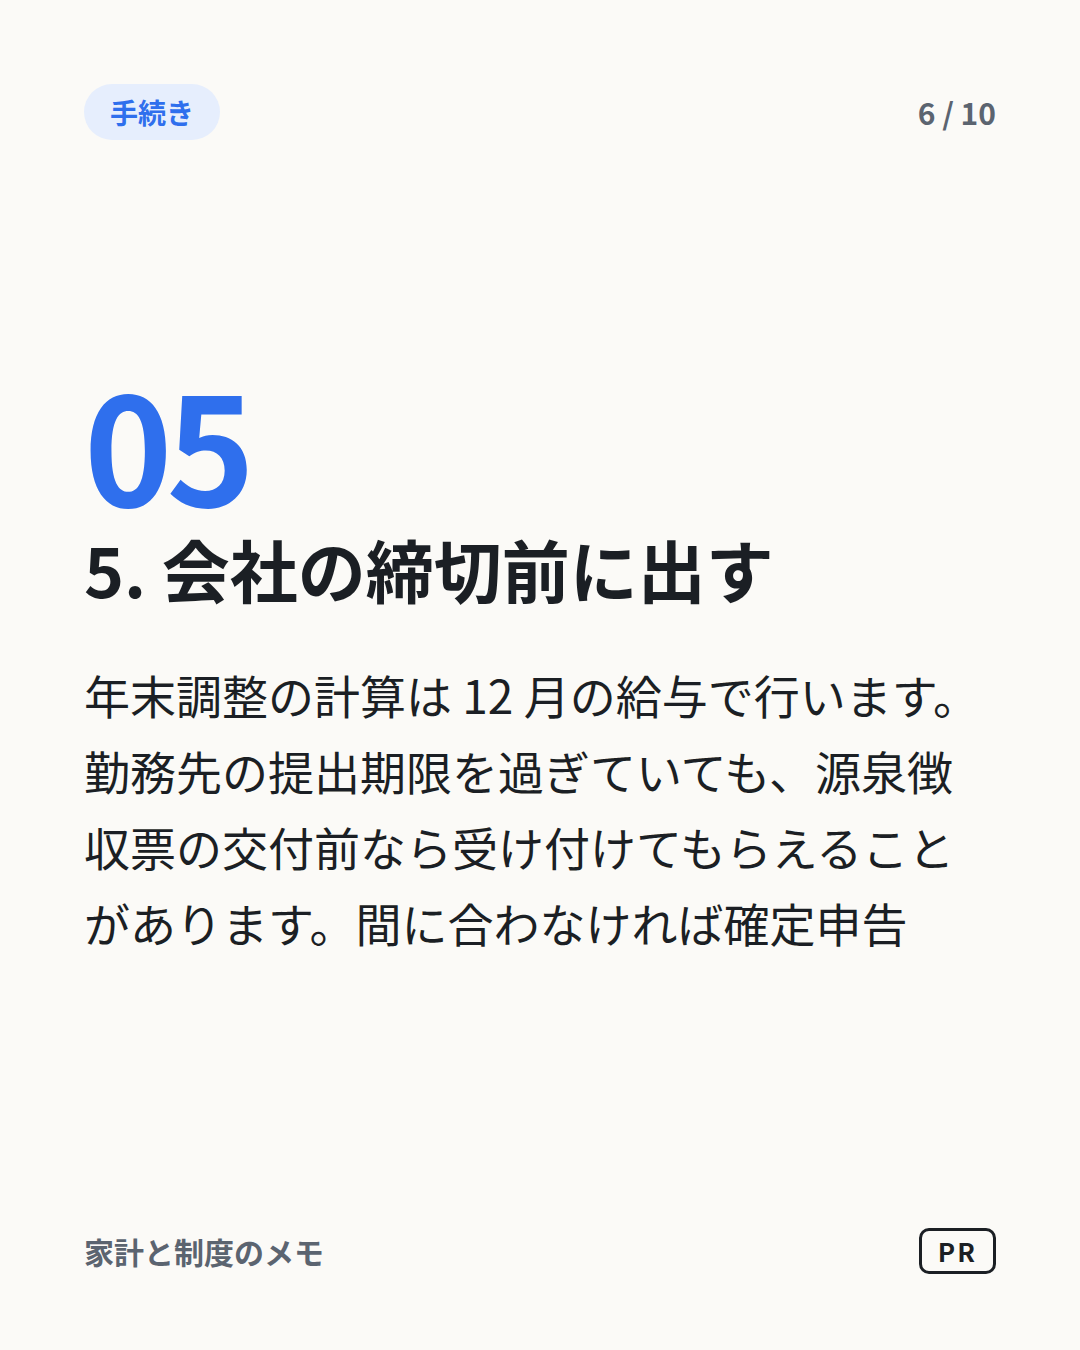 手続き
6 / 10
05
5. 会社の締切前に出す
年末調整の計算は 12 月の給与で行います。
勤務先の提出期限を過ぎていても、源泉徴
収票の交付前なら受け付けてもらえること
があります。間に合わなければ確定申告
家計と制度のメモ
PR